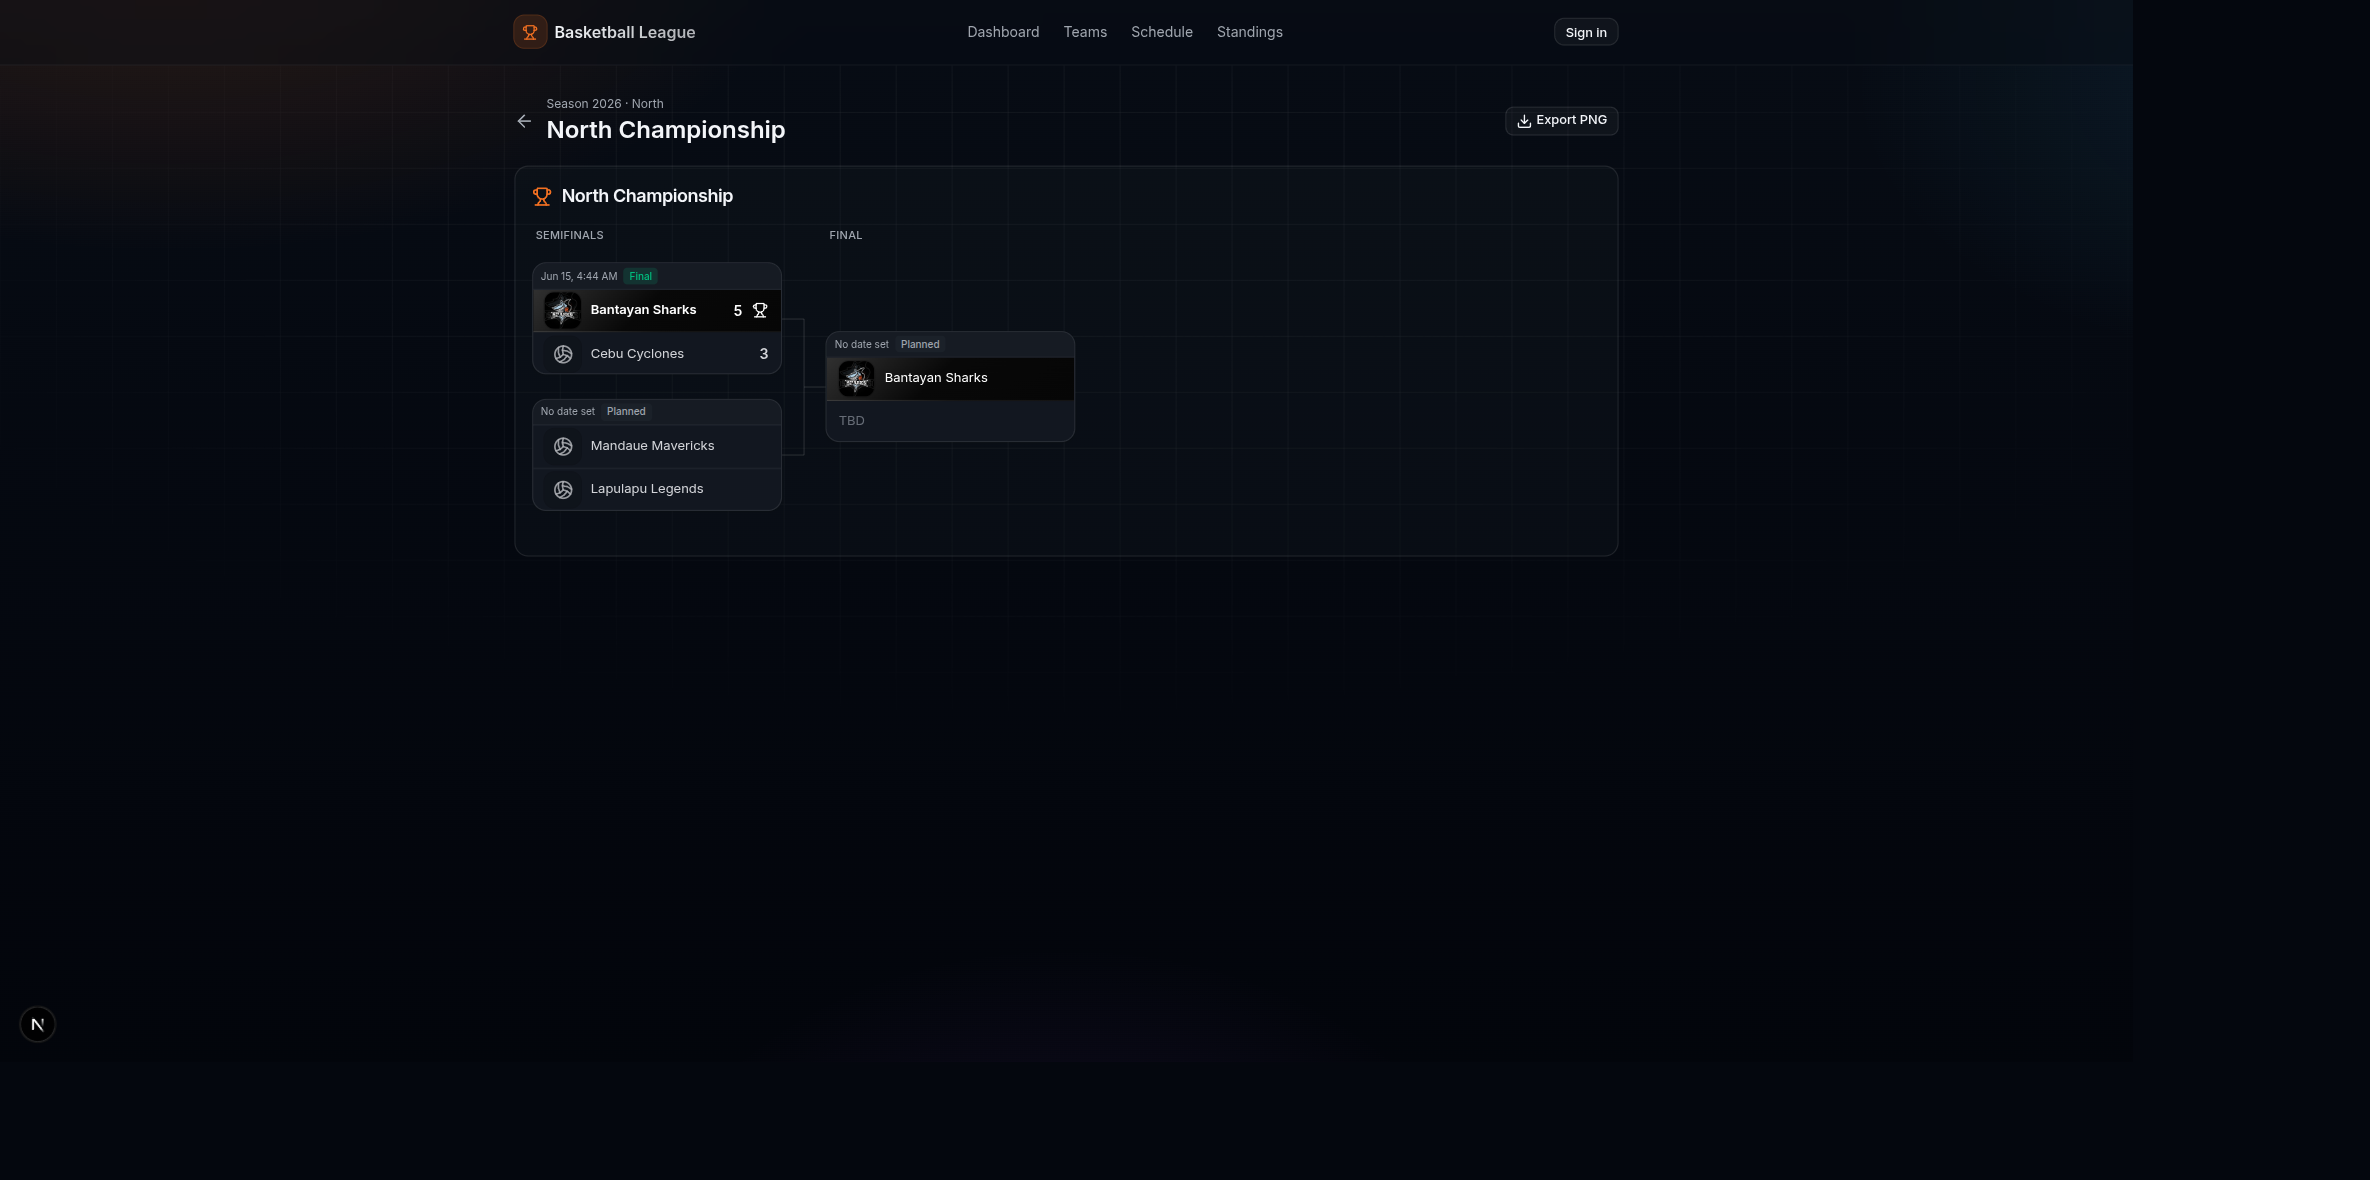 Basketball League
Dashboard
Teams
Schedule
Standings
Sign in
Season 2026 · North
North Championship
Export PNG
North Championship
SEMIFINALS
FINAL
Jun 15, 4:44 AM Final
Bantayan Sharks 5
Cebu Cyclones 3
No date set Planned
Mandaue Mavericks
Lapulapu Legends
No date set Planned
Bantayan Sharks
TBD
N